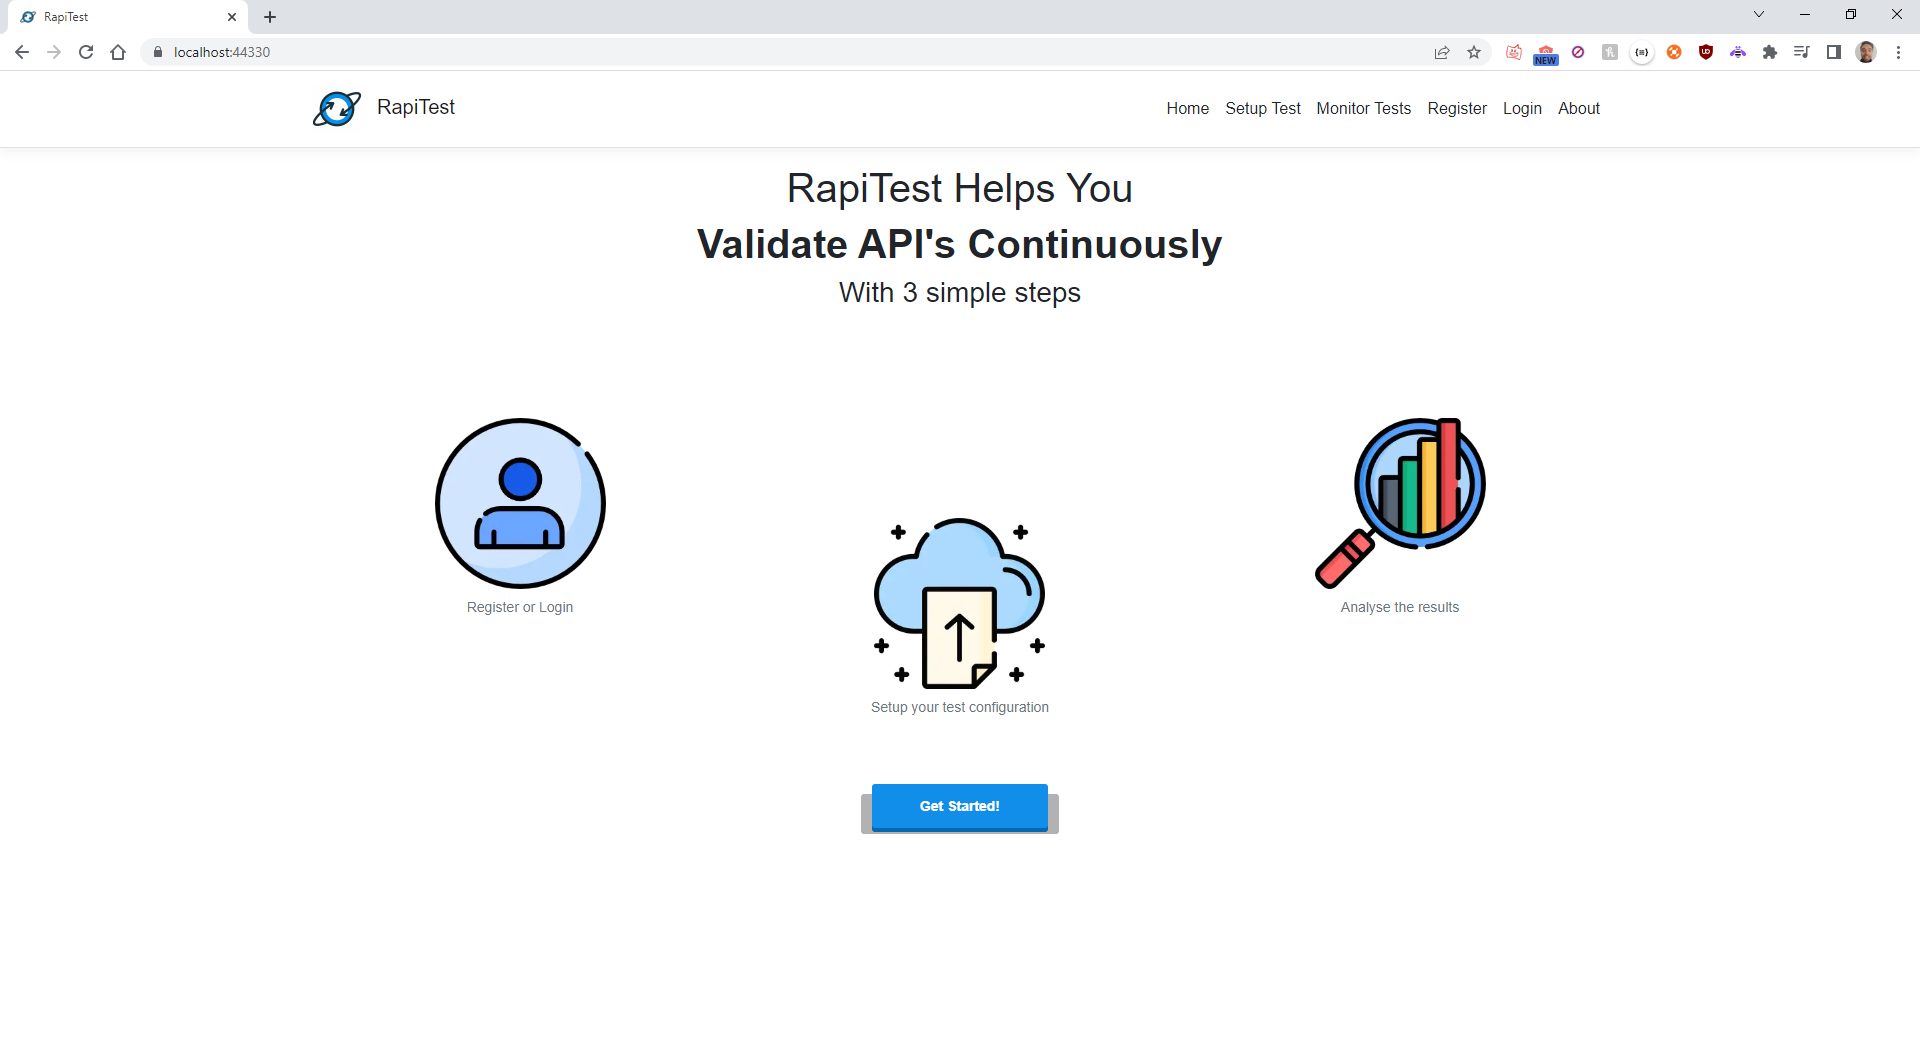 RapiTest
localhost:44330
NEW
RapiTest
Home Setup Test Monitor Tests Register Login About
RapiTest Helps You
Validate API's Continuously
With 3 simple steps
Register or Login
Analyse the results
Setup your test configuration
Get Started!